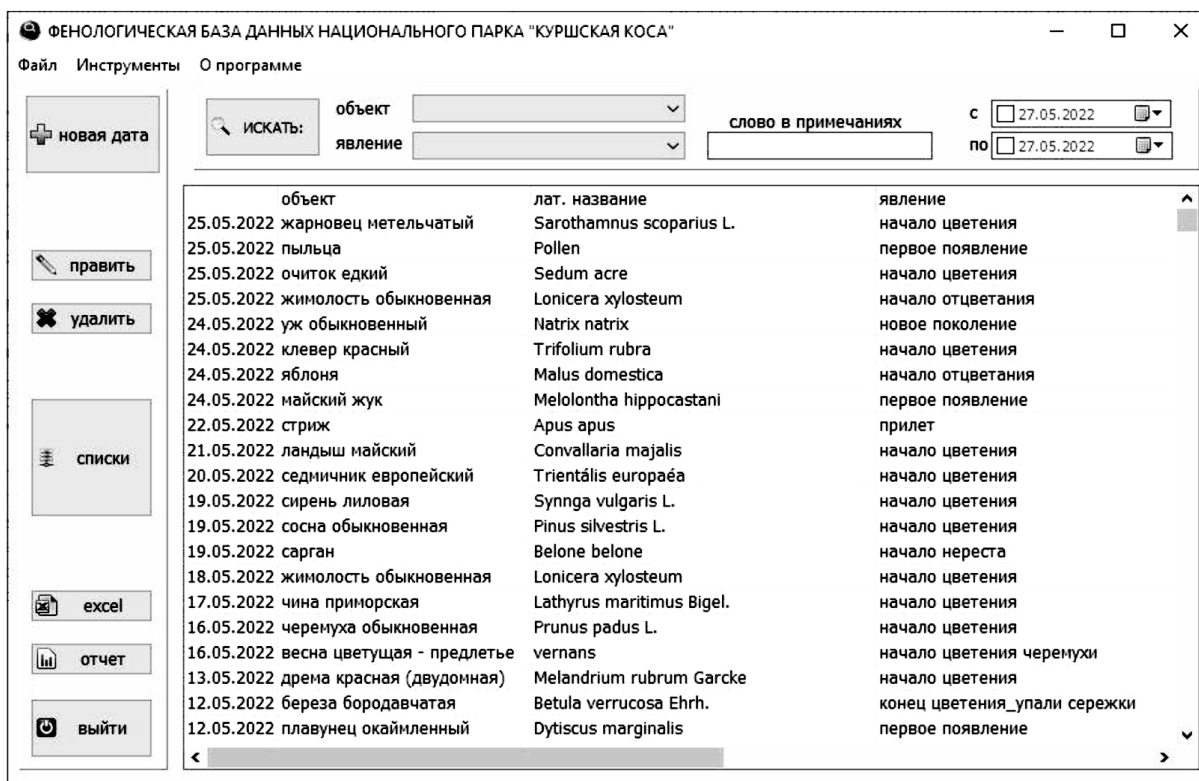 ФЕНОЛОГИЧЕСКАЯ БАЗА ДАННЫХ НАЦИОНАЛЬНОГО ПАРКА "КУРШСКАЯ КОСА"
Файл Инструменты О программе
новая дата
править
удалить
списки
excel
отчет
выйти
ИСКАТЬ:
объект
явление
слово в примечаниях
с 27.05.2022
по 27.05.2022
объект лат. название явление
25.05.2022 жарновец метельчатый Sarothamnus scoparius L. начало цветения
25.05.2022 пыльца Pollen первое появление
25.05.2022 очиток едкий Sedum acre начало цветения
25.05.2022 жимолость обыкновенная Lonicera xylosteum начало отцветания
24.05.2022 уж обыкновенный Natrix natrix новое поколение
24.05.2022 клевер красный Trifolium rubra начало цветения
24.05.2022 яблоня Malus domestica начало отцветания
24.05.2022 майский жук Melolontha hippocastani первое появление
22.05.2022 стриж Apus apus прилет
21.05.2022 ландыш майский Convallaria majalis начало цветения
20.05.2022 седмичник европейский Trientális europaéa начало цветения
19.05.2022 сирень лиловая Synnga vulgaris L. начало цветения
19.05.2022 сосна обыкновенная Pinus silvestris L. начало цветения
19.05.2022 сарган Belone belone начало нереста
18.05.2022 жимолость обыкновенная Lonicera xylosteum начало цветения
17.05.2022 чина приморская Lathyrus maritimus Bigel. начало цветения
16.05.2022 черемуха обыкновенная Prunus padus L. начало цветения
16.05.2022 весна цветущая - предлетье vernans начало цветения черемухи
13.05.2022 дрема красная (двудомная) Melandrium rubrum Garcke начало цветения
12.05.2022 береза бородавчатая Betula verrucosa Ehrh. конец цветения_упали сережки
12.05.2022 плавунец окаймленный Dytiscus marginalis первое появление